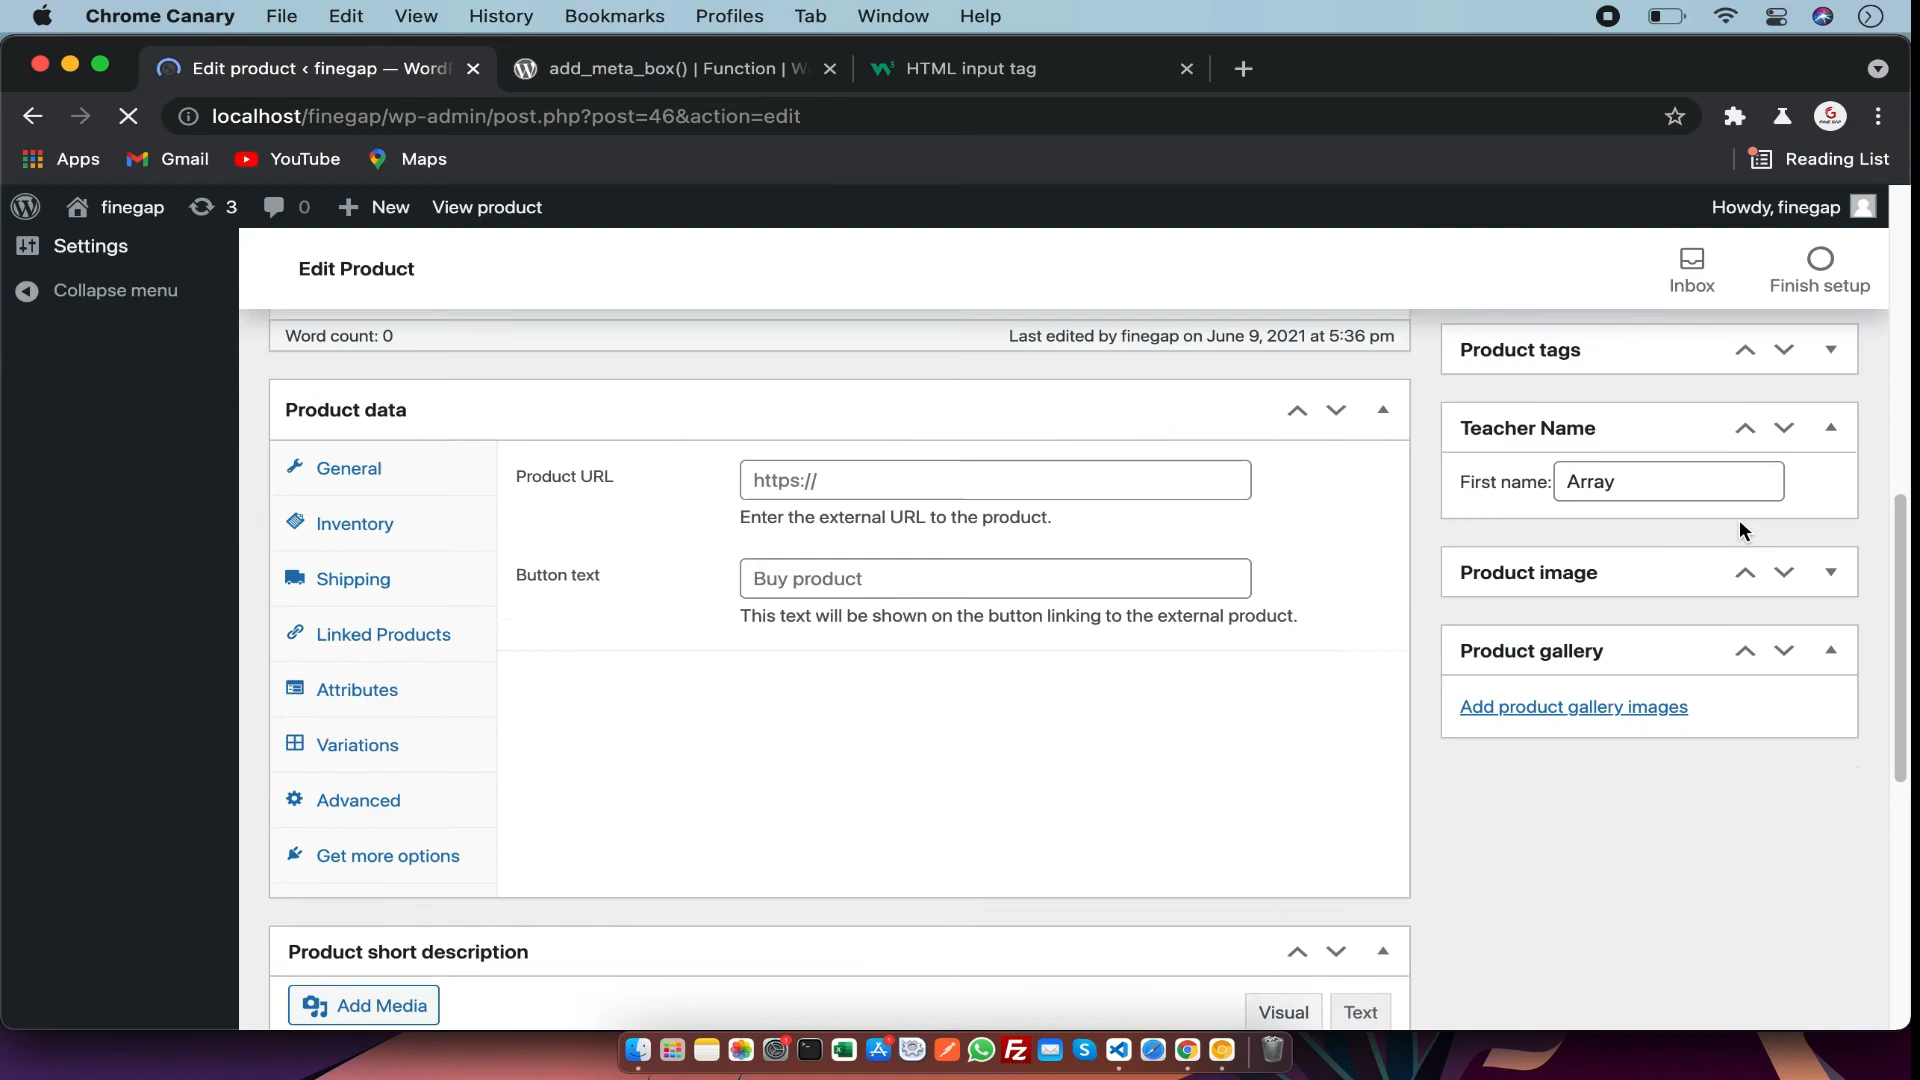 Chrome Canary File Edit View History Bookmarks Profiles Tab Window Help
Edit product ‹ finegap — Word
add_meta_box() | Function | W
HTML input tag
localhost/finegap/wp-admin/post.php?post=46&action=edit
Apps Gmail YouTube Maps Reading List
finegap 3 0 New View product Howdy, finegap
Settings
Collapse menu
Edit Product
Inbox
Finish setup
Word count: 0 Last edited by finegap on June 9, 2021 at 5:36 pm
Product data
General
Inventory
Shipping
Linked Products
Attributes
Variations
Advanced
Get more options
Product URL https://
Enter the external URL to the product.
Button text Buy product
This text will be shown on the button linking to the external product.
Product short description
Add Media
Visual Text
Product tags
Teacher Name
First name: Array
Product image
Product gallery
Add product gallery images